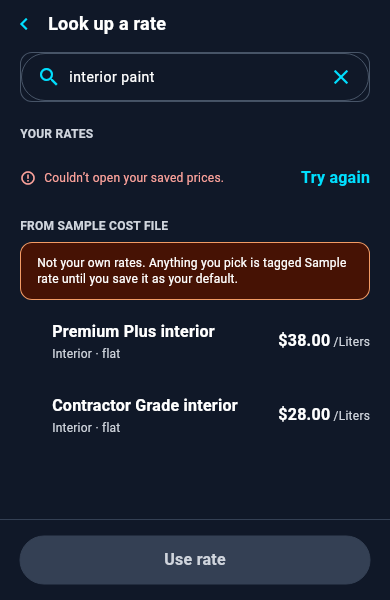 Look up a rate
interior paint
YOUR RATES
Couldn’t open your saved prices.
Try again
FROM SAMPLE COST FILE
Not your own rates. Anything you pick is tagged Sample
rate until you save it as your default.
Premium Plus interior
$38.00 /Liters
Interior · flat
Contractor Grade interior
$28.00 /Liters
Interior · flat
Use rate